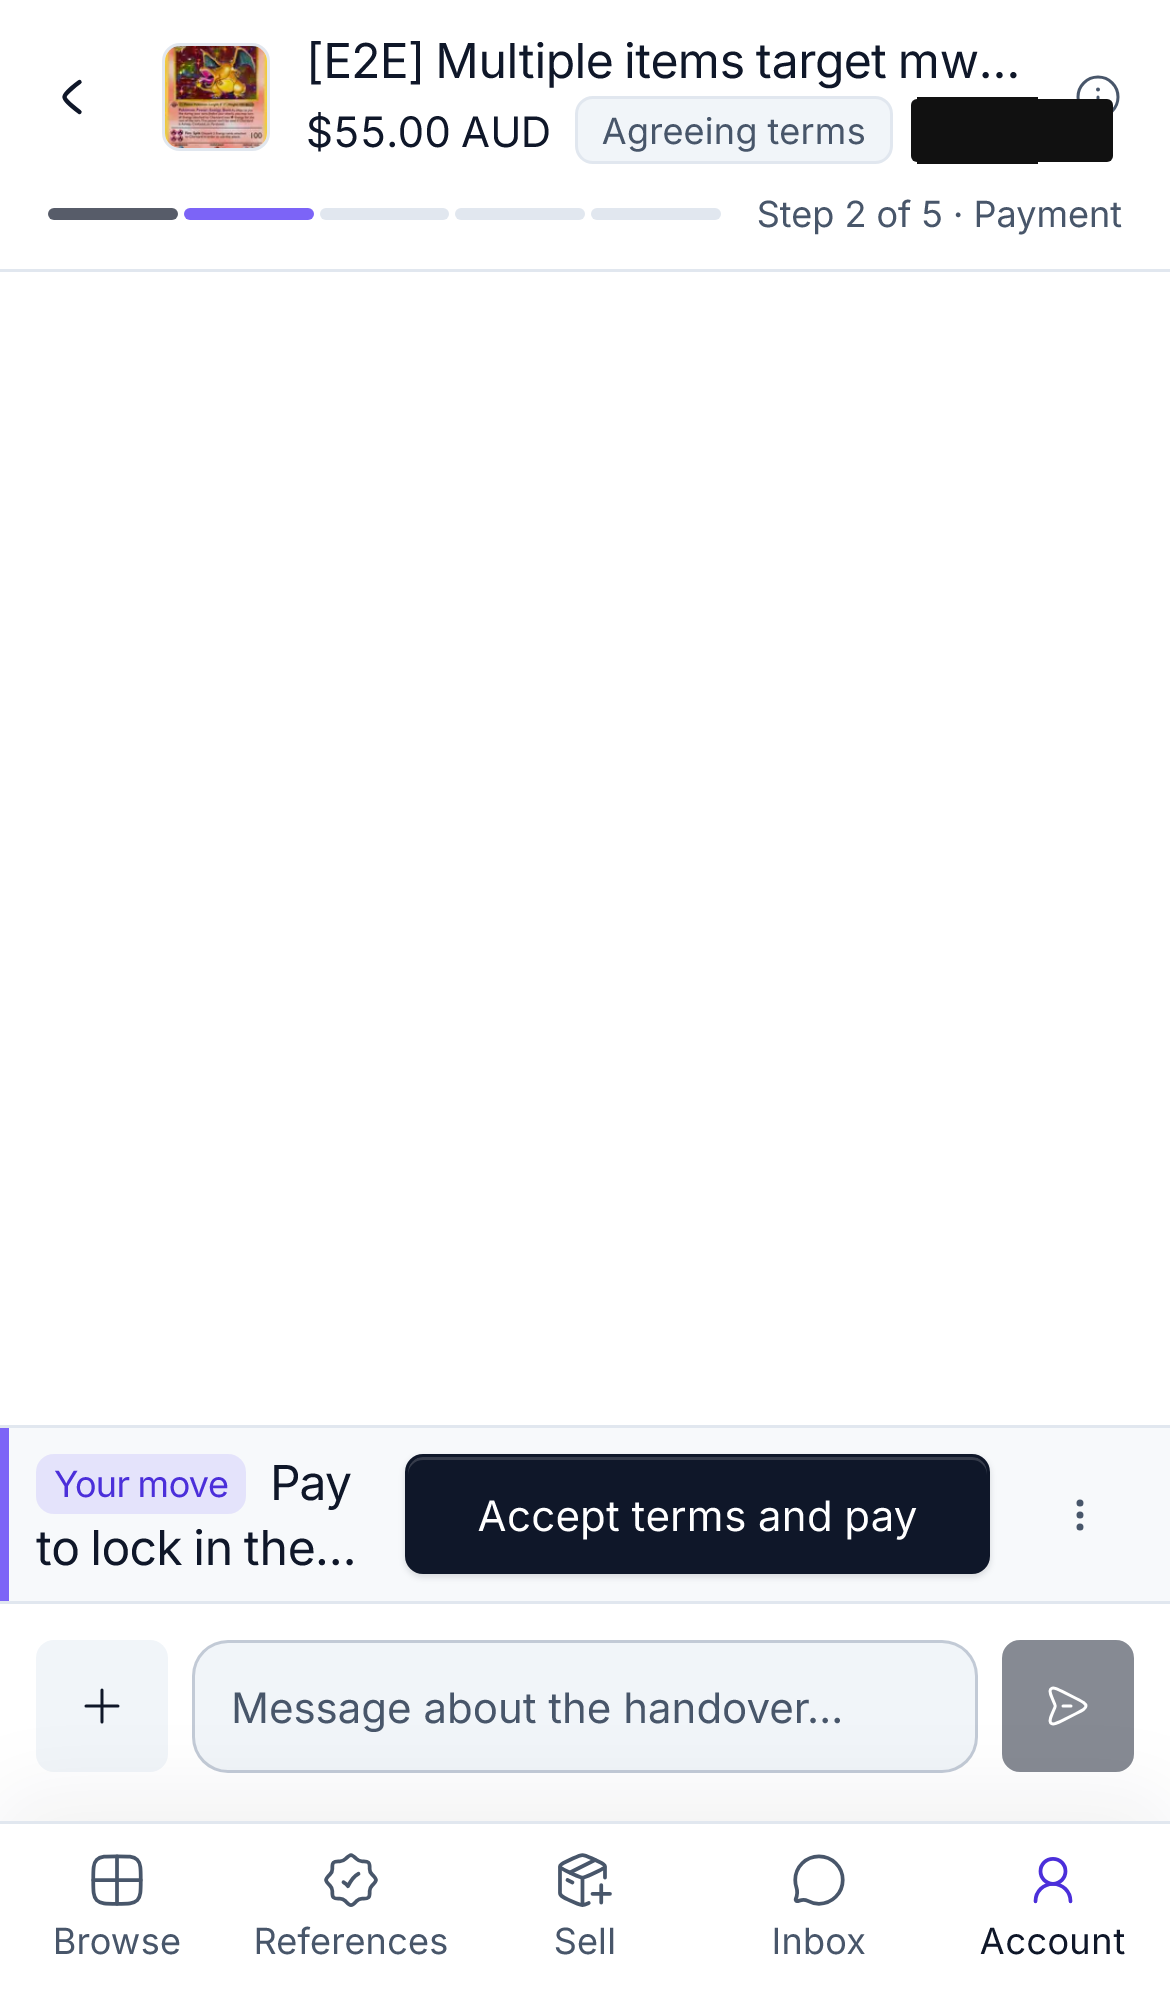 [E2E] Multiple items target mw...
$55.00 AUD Agreeing terms
Step 2 of 5 · Payment
Your move Pay
to lock in the...
Accept terms and pay
Message about the handover...
Browse References Sell Inbox Account